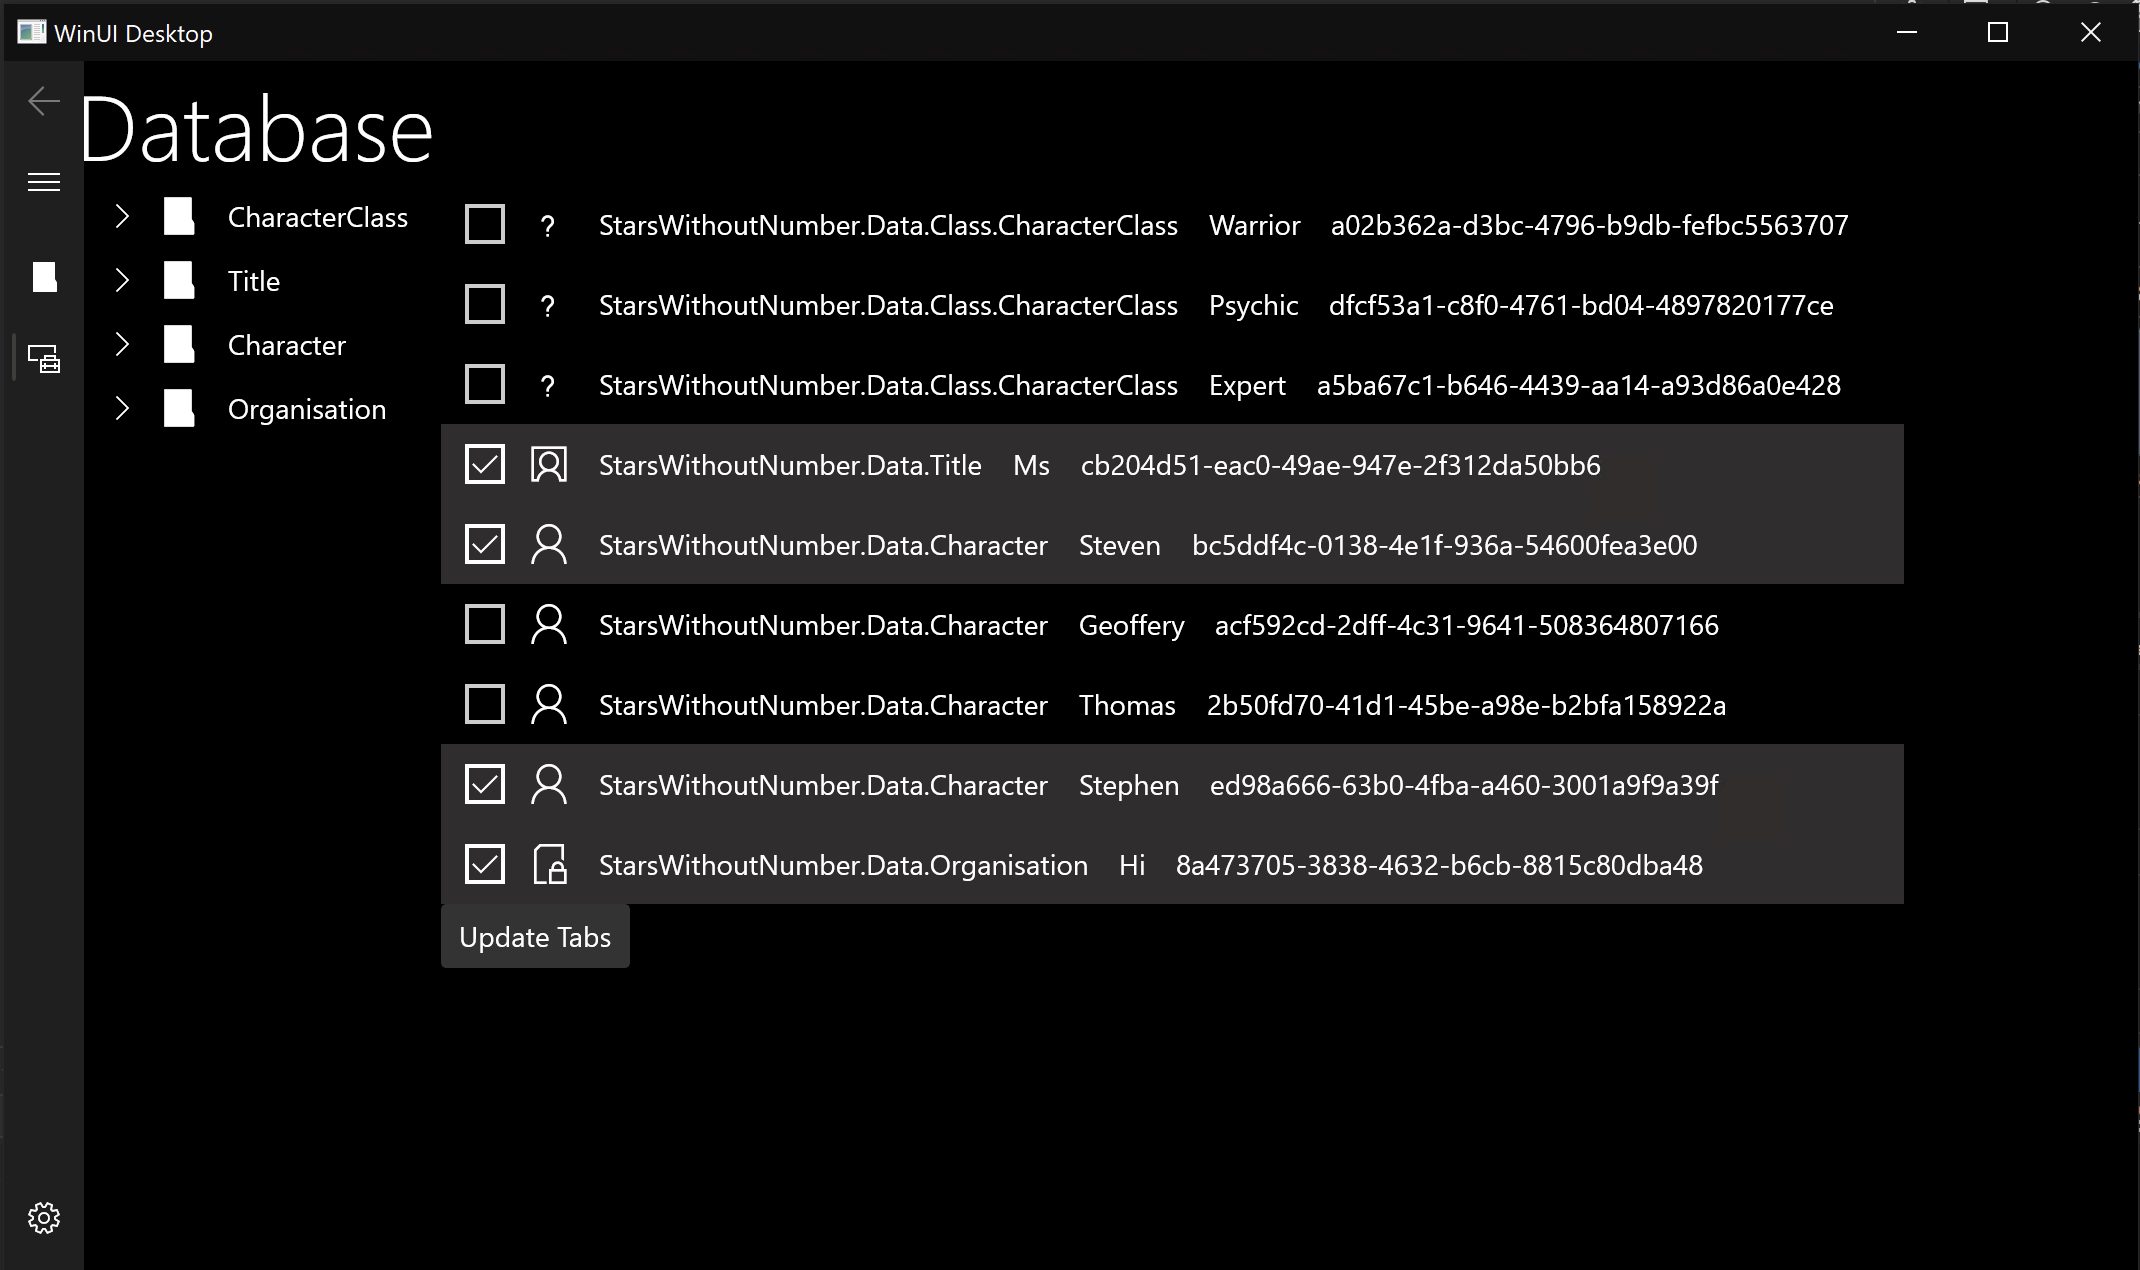 WinUI Desktop
Database
CharacterClass
Title
Character
Organisation
? StarsWithoutNumber.Data.Class.CharacterClass Warrior a02b362a-d3bc-4796-b9db-fefbc5563707
? StarsWithoutNumber.Data.Class.CharacterClass Psychic dfcf53a1-c8f0-4761-bd04-4897820177ce
? StarsWithoutNumber.Data.Class.CharacterClass Expert a5ba67c1-b646-4439-aa14-a93d86a0e428
StarsWithoutNumber.Data.Title Ms cb204d51-eac0-49ae-947e-2f312da50bb6
StarsWithoutNumber.Data.Character Steven bc5ddf4c-0138-4e1f-936a-54600fea3e00
StarsWithoutNumber.Data.Character Geoffery acf592cd-2dff-4c31-9641-508364807166
StarsWithoutNumber.Data.Character Thomas 2b50fd70-41d1-45be-a98e-b2bfa158922a
StarsWithoutNumber.Data.Character Stephen ed98a666-63b0-4fba-a460-3001a9f9a39f
StarsWithoutNumber.Data.Organisation Hi 8a473705-3838-4632-b6cb-8815c80dba48
Update Tabs